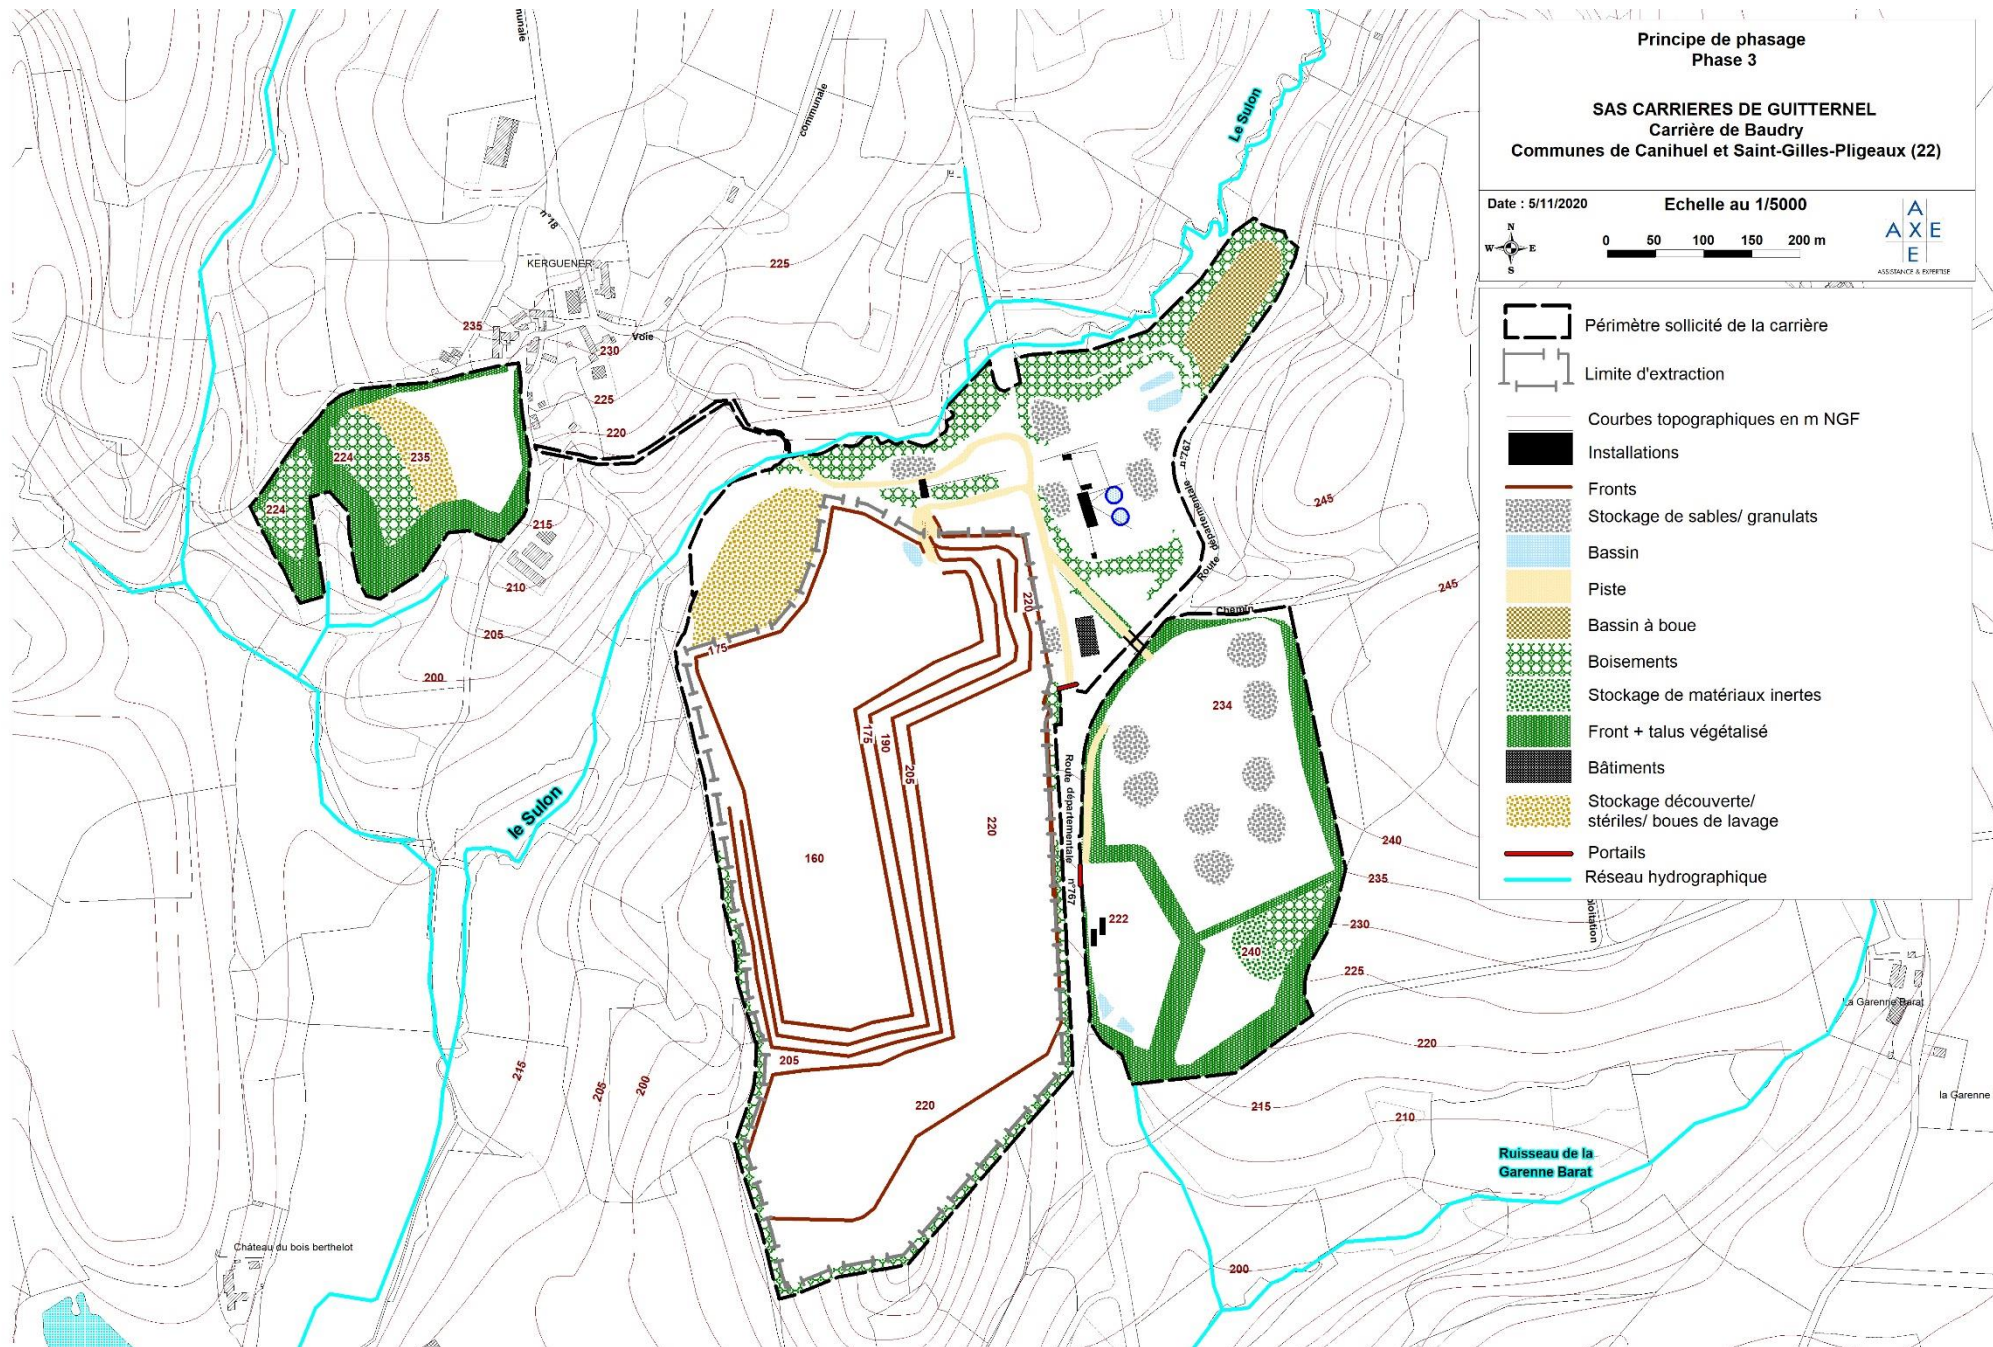 Principe de phasage
Phase 3
SAS CARRIERES DE GUITTERNEL
Carrière de Baudry
Communes de Canihuel et Saint-Gilles-Pligeaux (22)
Date : 5/11/2020
Echelle au 1/5000
N
W E
S
0 50 100 150 200 m
A
A X E
E
ASSISTANCE & EXPERTISE
Périmètre sollicité de la carrière
Limite d'extraction
Courbes topographiques en m NGF
Installations
Fronts
Stockage de sables/ granulats
Bassin
Piste
Bassin à boue
Boisements
Stockage de matériaux inertes
Front + talus végétalisé
Bâtiments
Stockage découverte/
stériles/ boues de lavage
Portails
Réseau hydrographique
communale
n°18
KERGUENER
Voie
Le Sulon
225
235
230
225
220
224
235
224
215
210
205
200
le Sulon
n°767
Route départementale
245
245
Chemin
220
175
175
190
205
160
220
205
220
Route départementale n°767
234
222
240
240
235
230
225
220
215
210
200
215
205
200
Ruisseau de la
Garenne Barat
La Garenne Barat
la Garenne
Château du bois berthelot